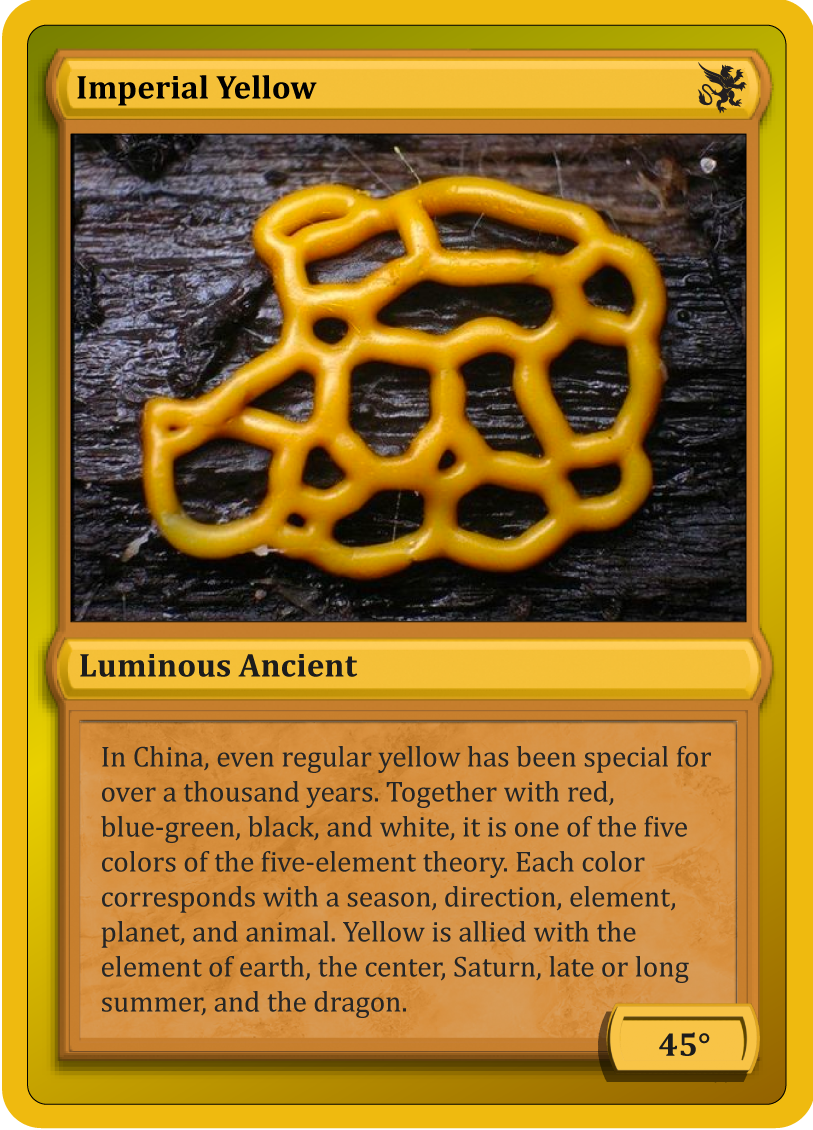 Imperial Yellow
Luminous Ancient
In China, even regular yellow has been special for
over a thousand years. Together with red,
blue-green, black, and white, it is one of the five
colors of the five-element theory. Each color
corresponds with a season, direction, element,
planet, and animal. Yellow is allied with the
element of earth, the center, Saturn, late or long
summer, and the dragon.
45°